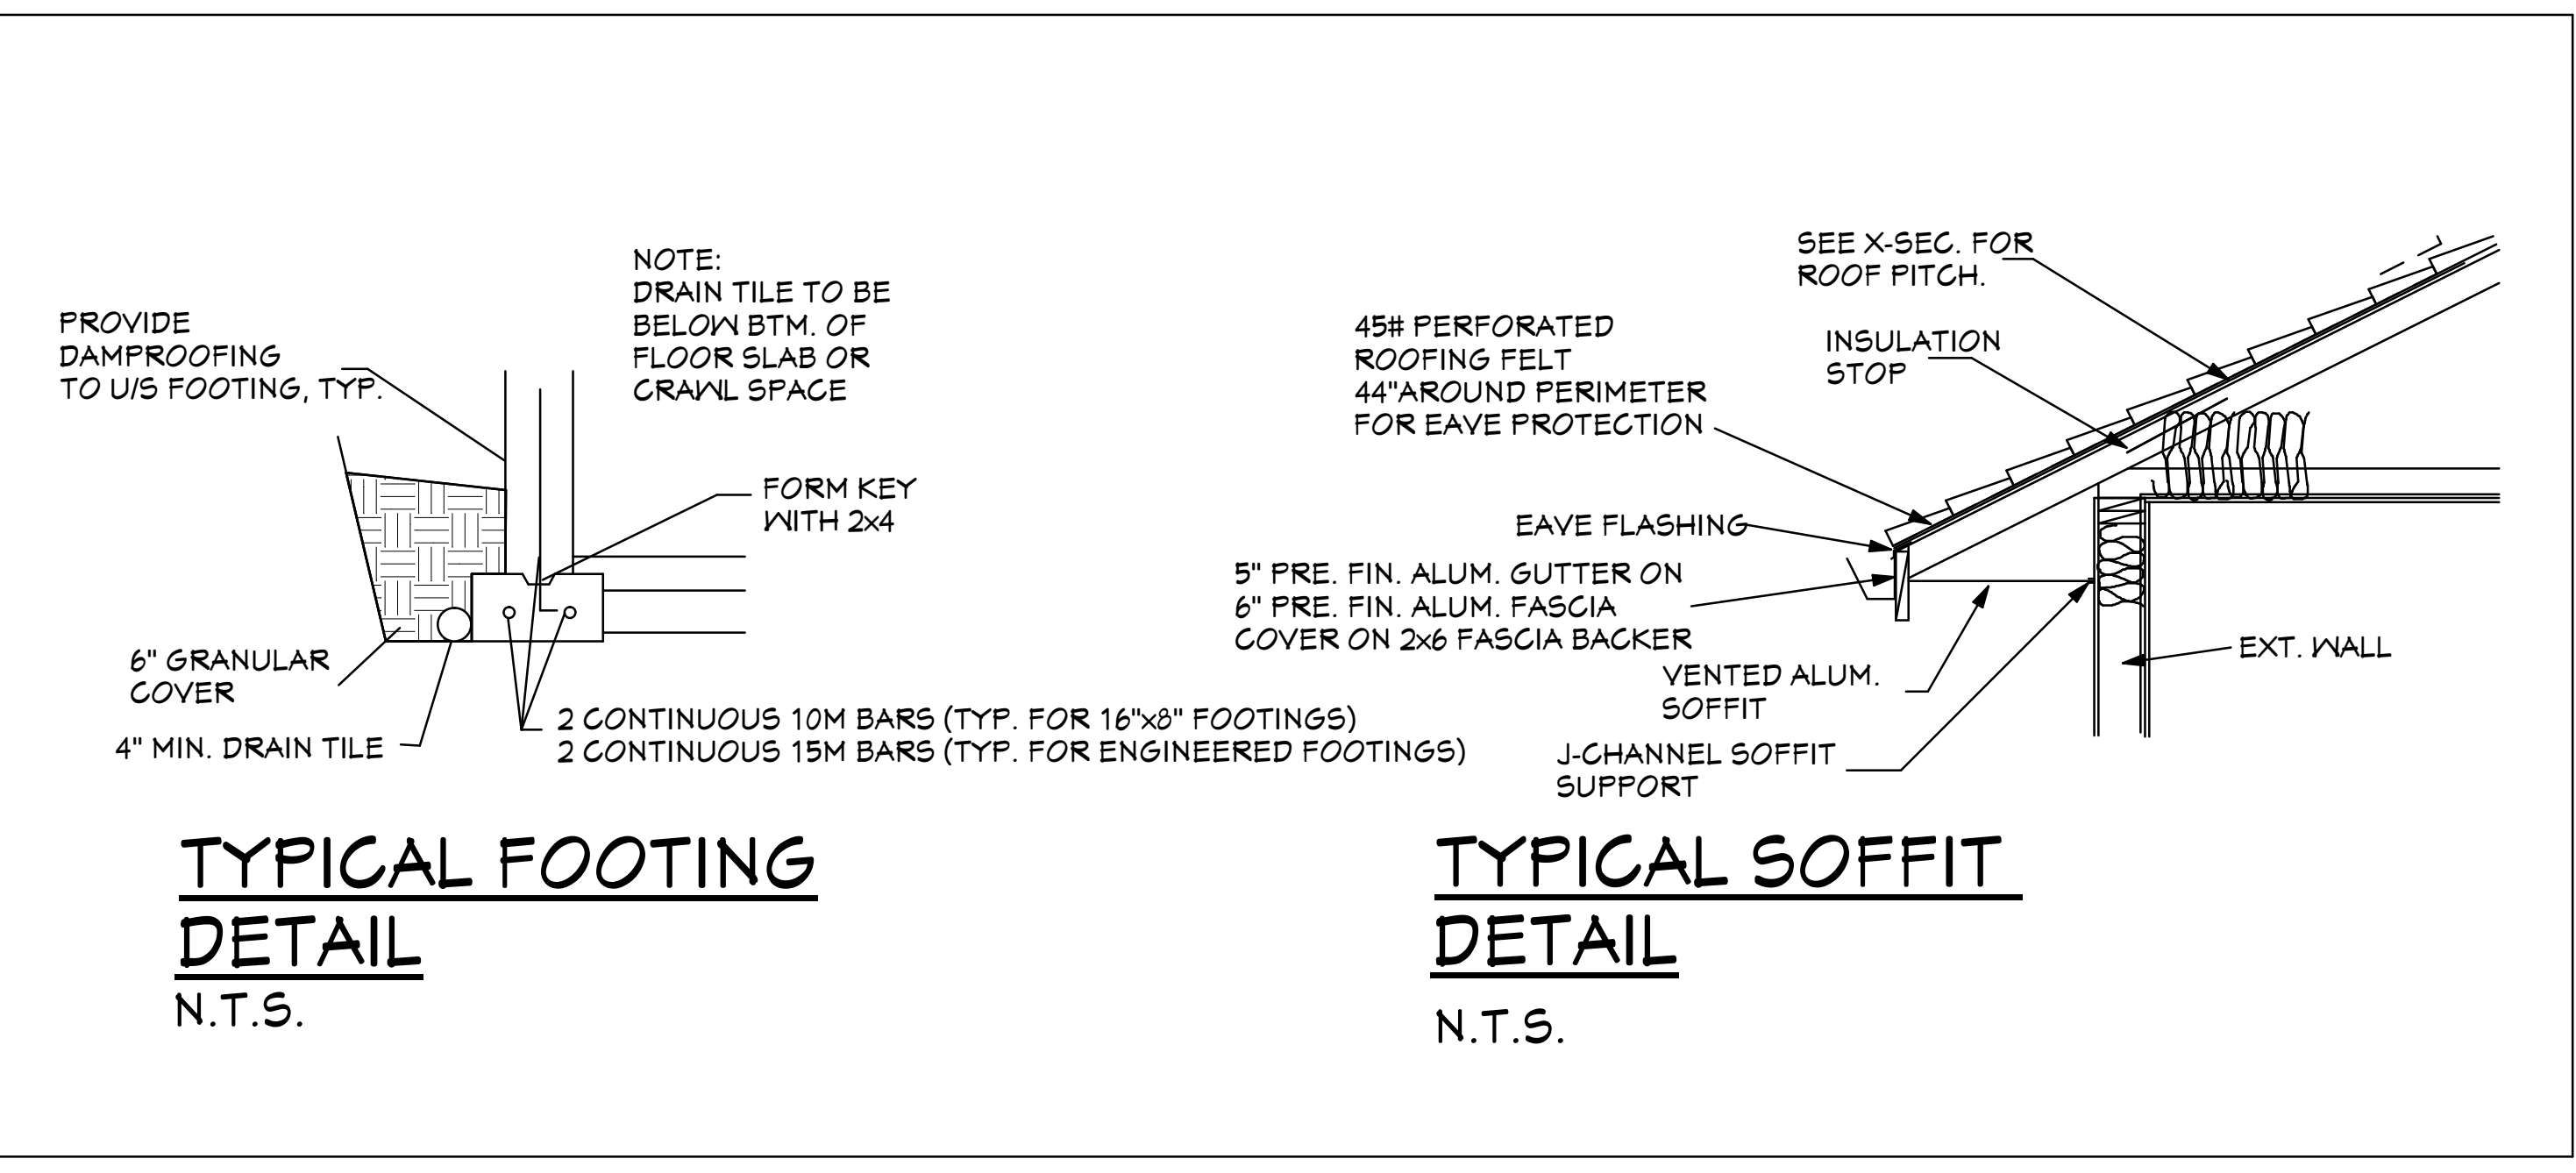 PROVIDE
DAMPROOFING
TO U/S FOOTING, TYP.
NOTE:
DRAIN TILE TO BE
BELOW BTM. OF
FLOOR SLAB OR
CRAWL SPACE
FORM KEY
WITH 2x4
6" GRANULAR
COVER
4" MIN. DRAIN TILE
2 CONTINUOUS 10M BARS (TYP. FOR 16"x8" FOOTINGS)
2 CONTINUOUS 15M BARS (TYP. FOR ENGINEERED FOOTINGS)
TYPICAL FOOTING
DETAIL
N.T.S.
SEE X-SEC. FOR
ROOF PITCH.
INSULATION
STOP
45# PERFORATED
ROOFING FELT
44"AROUND PERIMETER
FOR EAVE PROTECTION
EAVE FLASHING
5" PRE. FIN. ALUM. GUTTER ON
6" PRE. FIN. ALUM. FASCIA
COVER ON 2x6 FASCIA BACKER
EXT. WALL
VENTED ALUM.
SOFFIT
J-CHANNEL SOFFIT
SUPPORT
TYPICAL SOFFIT
DETAIL
N.T.S.